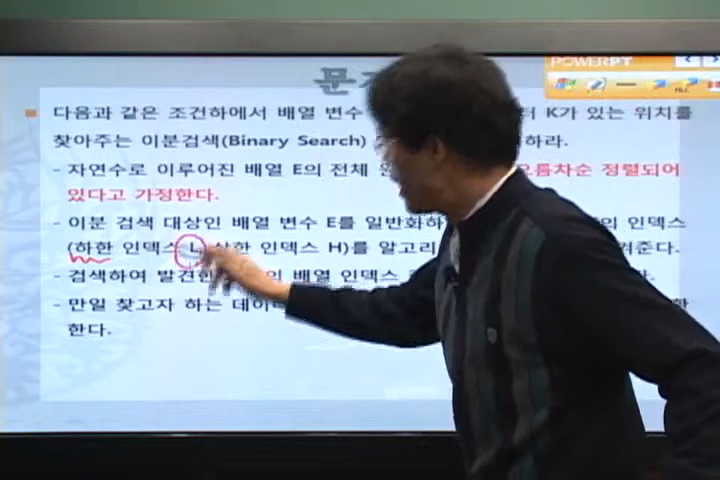 문
POWERPT
다음과 같은 조건하에서 배열 변수 K가 있는 위치를
찾아주는 이분검색(Binary Search) 하라.
- 자연수로 이루어진 배열 E의 전체 오름차순 정렬되어
있다고 가정한다.
- 이분 검색 대상인 배열 변수 E를 일반화하 인덱스
(하한 인덱스 L, 상한 인덱스 H)를 알고리 겨준다.
- 검색하여 발견 의 배열 인덱스
- 만일 찾고자 하는 데이
한다.